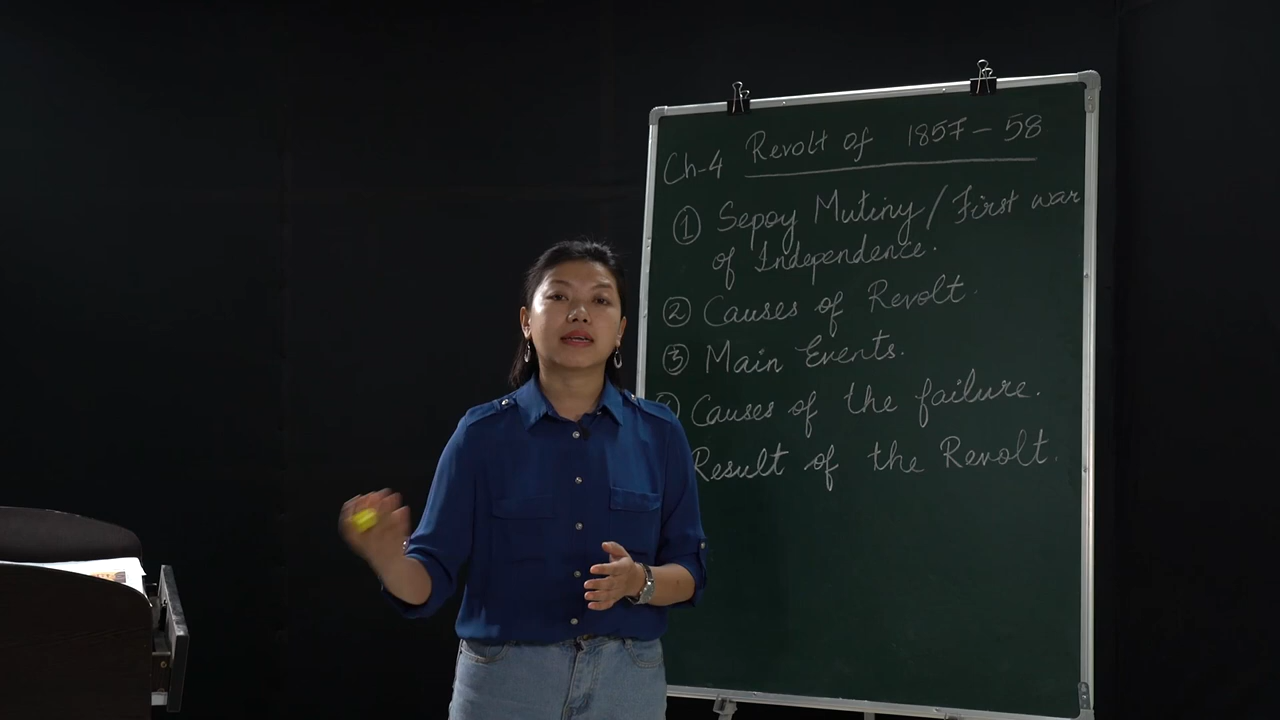 Ch-4 Revolt of 1857-58
① Sepoy Mutiny / First war
of Independence.
② Causes of Revolt.
③ Main Events.
Causes of the failure.
Result of the Revolt.